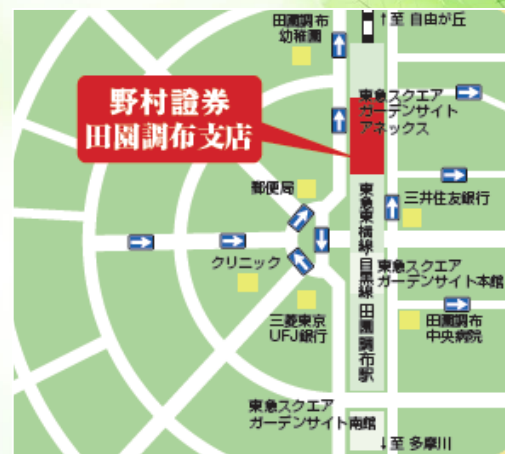 田園調布
幼稚園
↑至 自由が丘
野村證券
田園調布支店
東急スクエア
ガーデンサイト
アネックス
郵便局
三井住友銀行
クリニック
東急東横線・目黒線 田園調布駅
東急スクエア
ガーデンサイト本館
三菱東京
UFJ銀行
田園調布
中央病院
東急スクエア
ガーデンサイト南館
↓至 多摩川